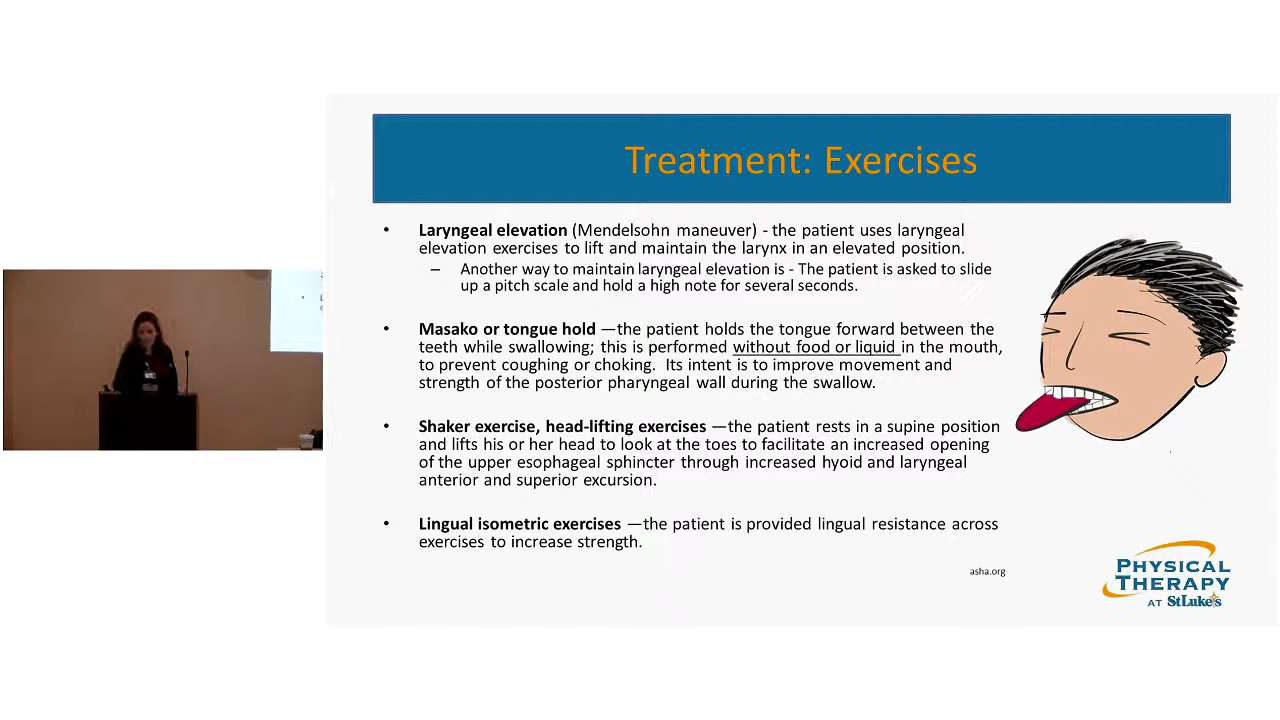 Treatment: Exercises
• Laryngeal elevation (Mendelsohn maneuver) - the patient uses laryngeal
elevation exercises to lift and maintain the larynx in an elevated position.
– Another way to maintain laryngeal elevation is - The patient is asked to slide
up a pitch scale and hold a high note for several seconds.
• Masako or tongue hold —the patient holds the tongue forward between the
teeth while swallowing; this is performed without food or liquid in the mouth,
to prevent coughing or choking. Its intent is to improve movement and
strength of the posterior pharyngeal wall during the swallow.
• Shaker exercise, head-lifting exercises —the patient rests in a supine position
and lifts his or her head to look at the toes to facilitate an increased opening
of the upper esophageal sphincter through increased hyoid and laryngeal
anterior and superior excursion.
• Lingual isometric exercises —the patient is provided lingual resistance across
exercises to increase strength.
asha.org
PHYSICAL
THERAPY
AT StLuke's